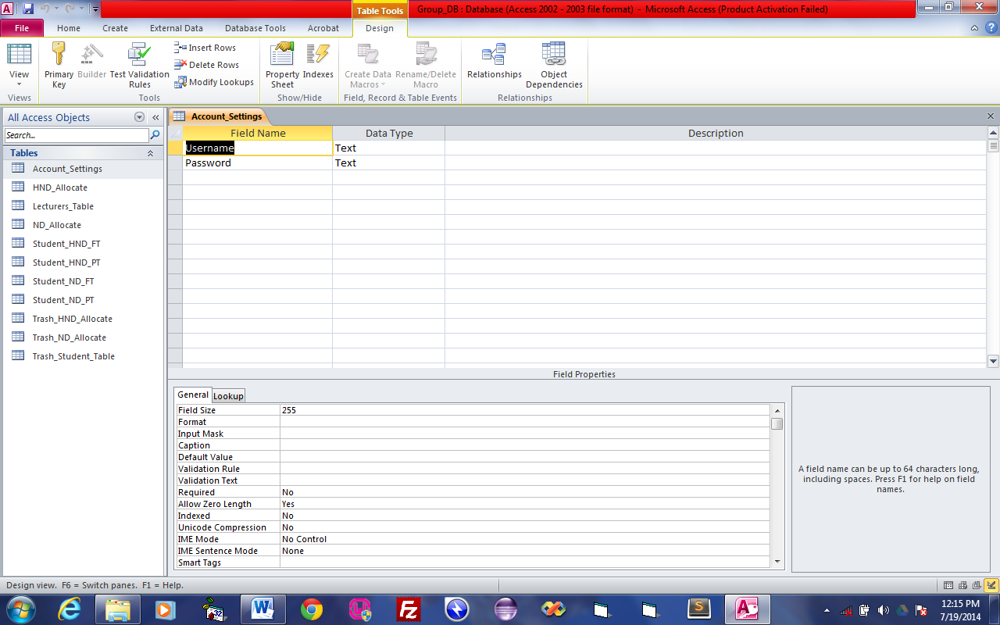 Table Tools
Group_DB : Database (Access 2002 - 2003 file format)  -  Microsoft Access (Product Activation Failed)
File Home Create External Data Database Tools Acrobat Design
View
Primary Key
Builder
Test Validation Rules
Insert Rows
Delete Rows
Modify Lookups
Property Sheet
Indexes
Create Data Macros
Rename/Delete Macro
Relationships
Object Dependencies
Views Tools Show/Hide Field, Record & Table Events Relationships
All Access Objects
Search...
Tables
Account_Settings
HND_Allocate
Lecturers_Table
ND_Allocate
Student_HND_FT
Student_HND_PT
Student_ND_FT
Student_ND_PT
Trash_HND_Allocate
Trash_ND_Allocate
Trash_Student_Table
Account_Settings
Field Name Data Type Description
Username Text
Password Text
Field Properties
General Lookup
Field Size 255
Format
Input Mask
Caption
Default Value
Validation Rule
Validation Text
Required No
Allow Zero Length Yes
Indexed No
Unicode Compression No
IME Mode No Control
IME Sentence Mode None
Smart Tags
A field name can be up to 64 characters long,
including spaces. Press F1 for help on field
names.
Design view.  F6 = Switch panes.  F1 = Help.
12:15 PM
7/19/2014